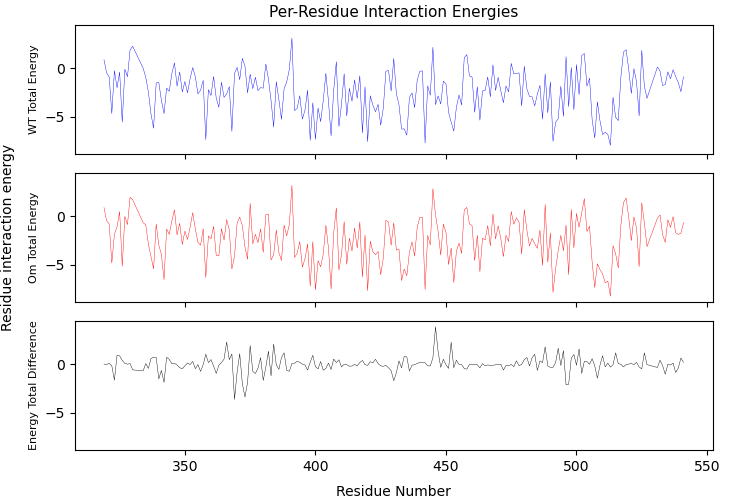 Per-Residue Interaction Energies
Residue interaction energy
WT Total Energy
0
−5
Om Total Energy
0
−5
Energy Total Difference
0
−5
350
400
450
500
550
Residue Number